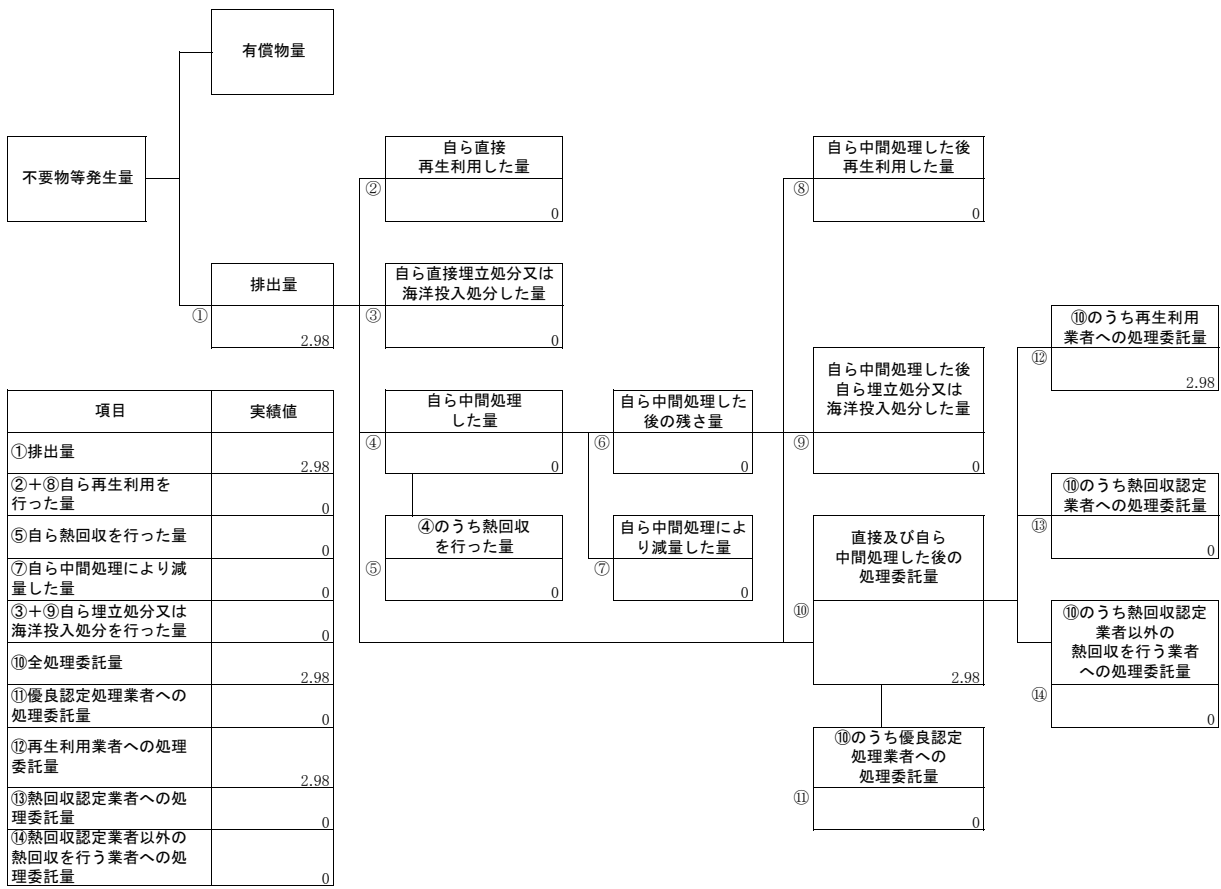 有償物量
不要物等発生量
排出量
①
2.98
自ら直接
再生利用した量
②
0
自ら直接埋立処分又は
海洋投入処分した量
③
0
自ら中間処理
した量
④
0
④のうち熱回収
を行った量
⑤
0
自ら中間処理した
後の残さ量
⑥
0
自ら中間処理によ
り減量した量
⑦
0
自ら中間処理した後
再生利用した量
⑧
0
自ら中間処理した後
自ら埋立処分又は
海洋投入処分した量
⑨
0
直接及び自ら
中間処理した後の
処理委託量
⑩
2.98
⑩のうち優良認定
処理業者への
処理委託量
⑪
0
⑩のうち再生利用
業者への処理委託量
⑫
2.98
⑩のうち熱回収認定
業者への処理委託量
⑬
0
⑩のうち熱回収認定
業者以外の
熱回収を行う業者
への処理委託量
⑭
0
項目 実績値
①排出量 2.98
②+⑧自ら再生利用を
行った量 0
⑤自ら熱回収を行った量 0
⑦自ら中間処理により減
量した量 0
③+⑨自ら埋立処分又は
海洋投入処分を行った量 0
⑩全処理委託量 2.98
⑪優良認定処理業者への
処理委託量 0
⑫再生利用業者への処理
委託量 2.98
⑬熱回収認定業者への処
理委託量 0
⑭熱回収認定業者以外の
熱回収を行う業者への処
理委託量 0